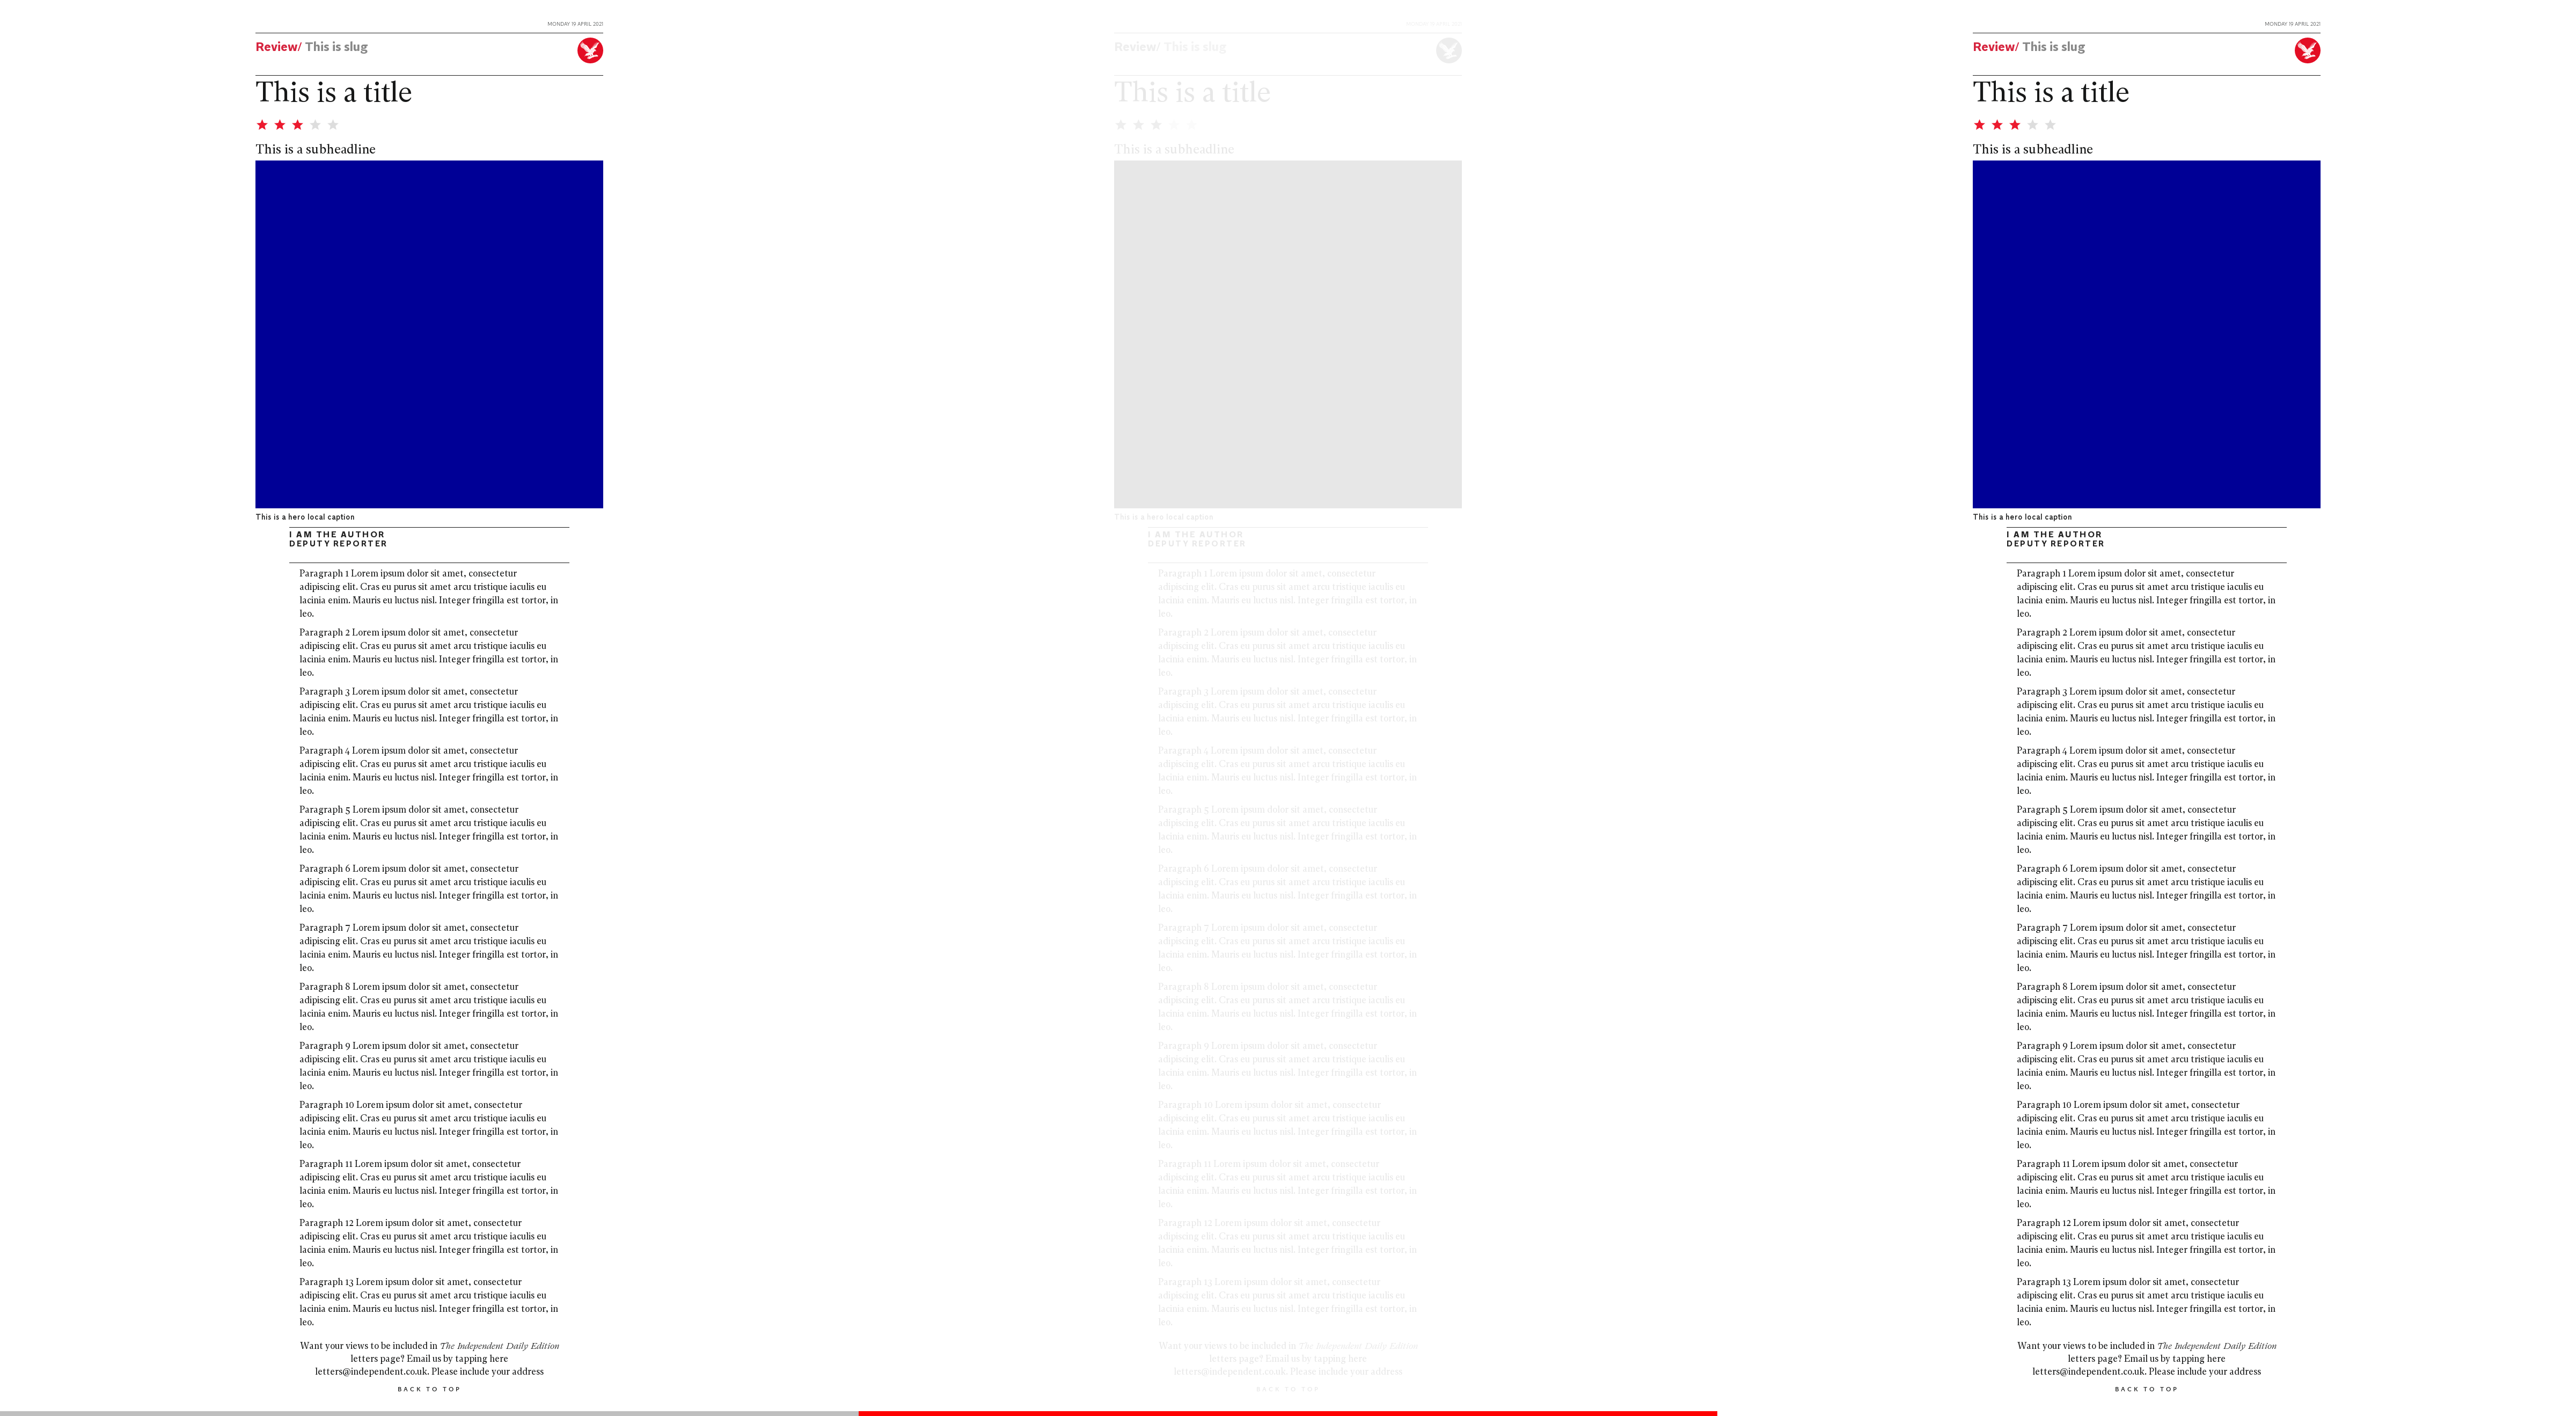 MONDAY 19 APRIL 2021
Review/ This is slug
This is a title
This is a subheadline
This is a hero local caption
I AM THE AUTHOR
DEPUTY REPORTER
Paragraph 1 Lorem ipsum dolor sit amet, consectetur
adipiscing elit. Cras eu purus sit amet arcu tristique iaculis eu
lacinia enim. Mauris eu luctus nisl. Integer fringilla est tortor, in
leo.
Paragraph 2 Lorem ipsum dolor sit amet, consectetur
adipiscing elit. Cras eu purus sit amet arcu tristique iaculis eu
lacinia enim. Mauris eu luctus nisl. Integer fringilla est tortor, in
leo.
Paragraph 3 Lorem ipsum dolor sit amet, consectetur
adipiscing elit. Cras eu purus sit amet arcu tristique iaculis eu
lacinia enim. Mauris eu luctus nisl. Integer fringilla est tortor, in
leo.
Paragraph 4 Lorem ipsum dolor sit amet, consectetur
adipiscing elit. Cras eu purus sit amet arcu tristique iaculis eu
lacinia enim. Mauris eu luctus nisl. Integer fringilla est tortor, in
leo.
Paragraph 5 Lorem ipsum dolor sit amet, consectetur
adipiscing elit. Cras eu purus sit amet arcu tristique iaculis eu
lacinia enim. Mauris eu luctus nisl. Integer fringilla est tortor, in
leo.
Paragraph 6 Lorem ipsum dolor sit amet, consectetur
adipiscing elit. Cras eu purus sit amet arcu tristique iaculis eu
lacinia enim. Mauris eu luctus nisl. Integer fringilla est tortor, in
leo.
Paragraph 7 Lorem ipsum dolor sit amet, consectetur
adipiscing elit. Cras eu purus sit amet arcu tristique iaculis eu
lacinia enim. Mauris eu luctus nisl. Integer fringilla est tortor, in
leo.
Paragraph 8 Lorem ipsum dolor sit amet, consectetur
adipiscing elit. Cras eu purus sit amet arcu tristique iaculis eu
lacinia enim. Mauris eu luctus nisl. Integer fringilla est tortor, in
leo.
Paragraph 9 Lorem ipsum dolor sit amet, consectetur
adipiscing elit. Cras eu purus sit amet arcu tristique iaculis eu
lacinia enim. Mauris eu luctus nisl. Integer fringilla est tortor, in
leo.
Paragraph 10 Lorem ipsum dolor sit amet, consectetur
adipiscing elit. Cras eu purus sit amet arcu tristique iaculis eu
lacinia enim. Mauris eu luctus nisl. Integer fringilla est tortor, in
leo.
Paragraph 11 Lorem ipsum dolor sit amet, consectetur
adipiscing elit. Cras eu purus sit amet arcu tristique iaculis eu
lacinia enim. Mauris eu luctus nisl. Integer fringilla est tortor, in
leo.
Paragraph 12 Lorem ipsum dolor sit amet, consectetur
adipiscing elit. Cras eu purus sit amet arcu tristique iaculis eu
lacinia enim. Mauris eu luctus nisl. Integer fringilla est tortor, in
leo.
Paragraph 13 Lorem ipsum dolor sit amet, consectetur
adipiscing elit. Cras eu purus sit amet arcu tristique iaculis eu
lacinia enim. Mauris eu luctus nisl. Integer fringilla est tortor, in
leo.
Want your views to be included in The Independent Daily Edition
letters page? Email us by tapping here
letters@independent.co.uk. Please include your address
BACK TO TOP
Review/ This is slug
This is a title
This is a subheadline
This is a hero local caption
I AM THE AUTHOR
DEPUTY REPORTER
Paragraph 1 Lorem ipsum dolor sit amet, consectetur
adipiscing elit. Cras eu purus sit amet arcu tristique iaculis eu
lacinia enim. Mauris eu luctus nisl. Integer fringilla est tortor, in
leo.
Paragraph 2 Lorem ipsum dolor sit amet, consectetur
adipiscing elit. Cras eu purus sit amet arcu tristique iaculis eu
lacinia enim. Mauris eu luctus nisl. Integer fringilla est tortor, in
leo.
Paragraph 3 Lorem ipsum dolor sit amet, consectetur
adipiscing elit. Cras eu purus sit amet arcu tristique iaculis eu
lacinia enim. Mauris eu luctus nisl. Integer fringilla est tortor, in
leo.
Paragraph 4 Lorem ipsum dolor sit amet, consectetur
adipiscing elit. Cras eu purus sit amet arcu tristique iaculis eu
lacinia enim. Mauris eu luctus nisl. Integer fringilla est tortor, in
leo.
Paragraph 5 Lorem ipsum dolor sit amet, consectetur
adipiscing elit. Cras eu purus sit amet arcu tristique iaculis eu
lacinia enim. Mauris eu luctus nisl. Integer fringilla est tortor, in
leo.
Paragraph 6 Lorem ipsum dolor sit amet, consectetur
adipiscing elit. Cras eu purus sit amet arcu tristique iaculis eu
lacinia enim. Mauris eu luctus nisl. Integer fringilla est tortor, in
leo.
Paragraph 7 Lorem ipsum dolor sit amet, consectetur
adipiscing elit. Cras eu purus sit amet arcu tristique iaculis eu
lacinia enim. Mauris eu luctus nisl. Integer fringilla est tortor, in
leo.
Paragraph 8 Lorem ipsum dolor sit amet, consectetur
adipiscing elit. Cras eu purus sit amet arcu tristique iaculis eu
lacinia enim. Mauris eu luctus nisl. Integer fringilla est tortor, in
leo.
Paragraph 9 Lorem ipsum dolor sit amet, consectetur
adipiscing elit. Cras eu purus sit amet arcu tristique iaculis eu
lacinia enim. Mauris eu luctus nisl. Integer fringilla est tortor, in
leo.
Paragraph 10 Lorem ipsum dolor sit amet, consectetur
adipiscing elit. Cras eu purus sit amet arcu tristique iaculis eu
lacinia enim. Mauris eu luctus nisl. Integer fringilla est tortor, in
leo.
Paragraph 11 Lorem ipsum dolor sit amet, consectetur
adipiscing elit. Cras eu purus sit amet arcu tristique iaculis eu
lacinia enim. Mauris eu luctus nisl. Integer fringilla est tortor, in
leo.
Paragraph 12 Lorem ipsum dolor sit amet, consectetur
adipiscing elit. Cras eu purus sit amet arcu tristique iaculis eu
lacinia enim. Mauris eu luctus nisl. Integer fringilla est tortor, in
leo.
Paragraph 13 Lorem ipsum dolor sit amet, consectetur
adipiscing elit. Cras eu purus sit amet arcu tristique iaculis eu
lacinia enim. Mauris eu luctus nisl. Integer fringilla est tortor, in
leo.
Want your views to be included in The Independent Daily Edition
letters page? Email us by tapping here
letters@independent.co.uk. Please include your address
BACK TO TOP
MONDAY 19 APRIL 2021
Review/ This is slug
This is a title
This is a subheadline
This is a hero local caption
I AM THE AUTHOR
DEPUTY REPORTER
Paragraph 1 Lorem ipsum dolor sit amet, consectetur
adipiscing elit. Cras eu purus sit amet arcu tristique iaculis eu
lacinia enim. Mauris eu luctus nisl. Integer fringilla est tortor, in
leo.
Paragraph 2 Lorem ipsum dolor sit amet, consectetur
adipiscing elit. Cras eu purus sit amet arcu tristique iaculis eu
lacinia enim. Mauris eu luctus nisl. Integer fringilla est tortor, in
leo.
Paragraph 3 Lorem ipsum dolor sit amet, consectetur
adipiscing elit. Cras eu purus sit amet arcu tristique iaculis eu
lacinia enim. Mauris eu luctus nisl. Integer fringilla est tortor, in
leo.
Paragraph 4 Lorem ipsum dolor sit amet, consectetur
adipiscing elit. Cras eu purus sit amet arcu tristique iaculis eu
lacinia enim. Mauris eu luctus nisl. Integer fringilla est tortor, in
leo.
Paragraph 5 Lorem ipsum dolor sit amet, consectetur
adipiscing elit. Cras eu purus sit amet arcu tristique iaculis eu
lacinia enim. Mauris eu luctus nisl. Integer fringilla est tortor, in
leo.
Paragraph 6 Lorem ipsum dolor sit amet, consectetur
adipiscing elit. Cras eu purus sit amet arcu tristique iaculis eu
lacinia enim. Mauris eu luctus nisl. Integer fringilla est tortor, in
leo.
Paragraph 7 Lorem ipsum dolor sit amet, consectetur
adipiscing elit. Cras eu purus sit amet arcu tristique iaculis eu
lacinia enim. Mauris eu luctus nisl. Integer fringilla est tortor, in
leo.
Paragraph 8 Lorem ipsum dolor sit amet, consectetur
adipiscing elit. Cras eu purus sit amet arcu tristique iaculis eu
lacinia enim. Mauris eu luctus nisl. Integer fringilla est tortor, in
leo.
Paragraph 9 Lorem ipsum dolor sit amet, consectetur
adipiscing elit. Cras eu purus sit amet arcu tristique iaculis eu
lacinia enim. Mauris eu luctus nisl. Integer fringilla est tortor, in
leo.
Paragraph 10 Lorem ipsum dolor sit amet, consectetur
adipiscing elit. Cras eu purus sit amet arcu tristique iaculis eu
lacinia enim. Mauris eu luctus nisl. Integer fringilla est tortor, in
leo.
Paragraph 11 Lorem ipsum dolor sit amet, consectetur
adipiscing elit. Cras eu purus sit amet arcu tristique iaculis eu
lacinia enim. Mauris eu luctus nisl. Integer fringilla est tortor, in
leo.
Paragraph 12 Lorem ipsum dolor sit amet, consectetur
adipiscing elit. Cras eu purus sit amet arcu tristique iaculis eu
lacinia enim. Mauris eu luctus nisl. Integer fringilla est tortor, in
leo.
Paragraph 13 Lorem ipsum dolor sit amet, consectetur
adipiscing elit. Cras eu purus sit amet arcu tristique iaculis eu
lacinia enim. Mauris eu luctus nisl. Integer fringilla est tortor, in
leo.
Want your views to be included in The Independent Daily Edition
letters page? Email us by tapping here
letters@independent.co.uk. Please include your address
BACK TO TOP